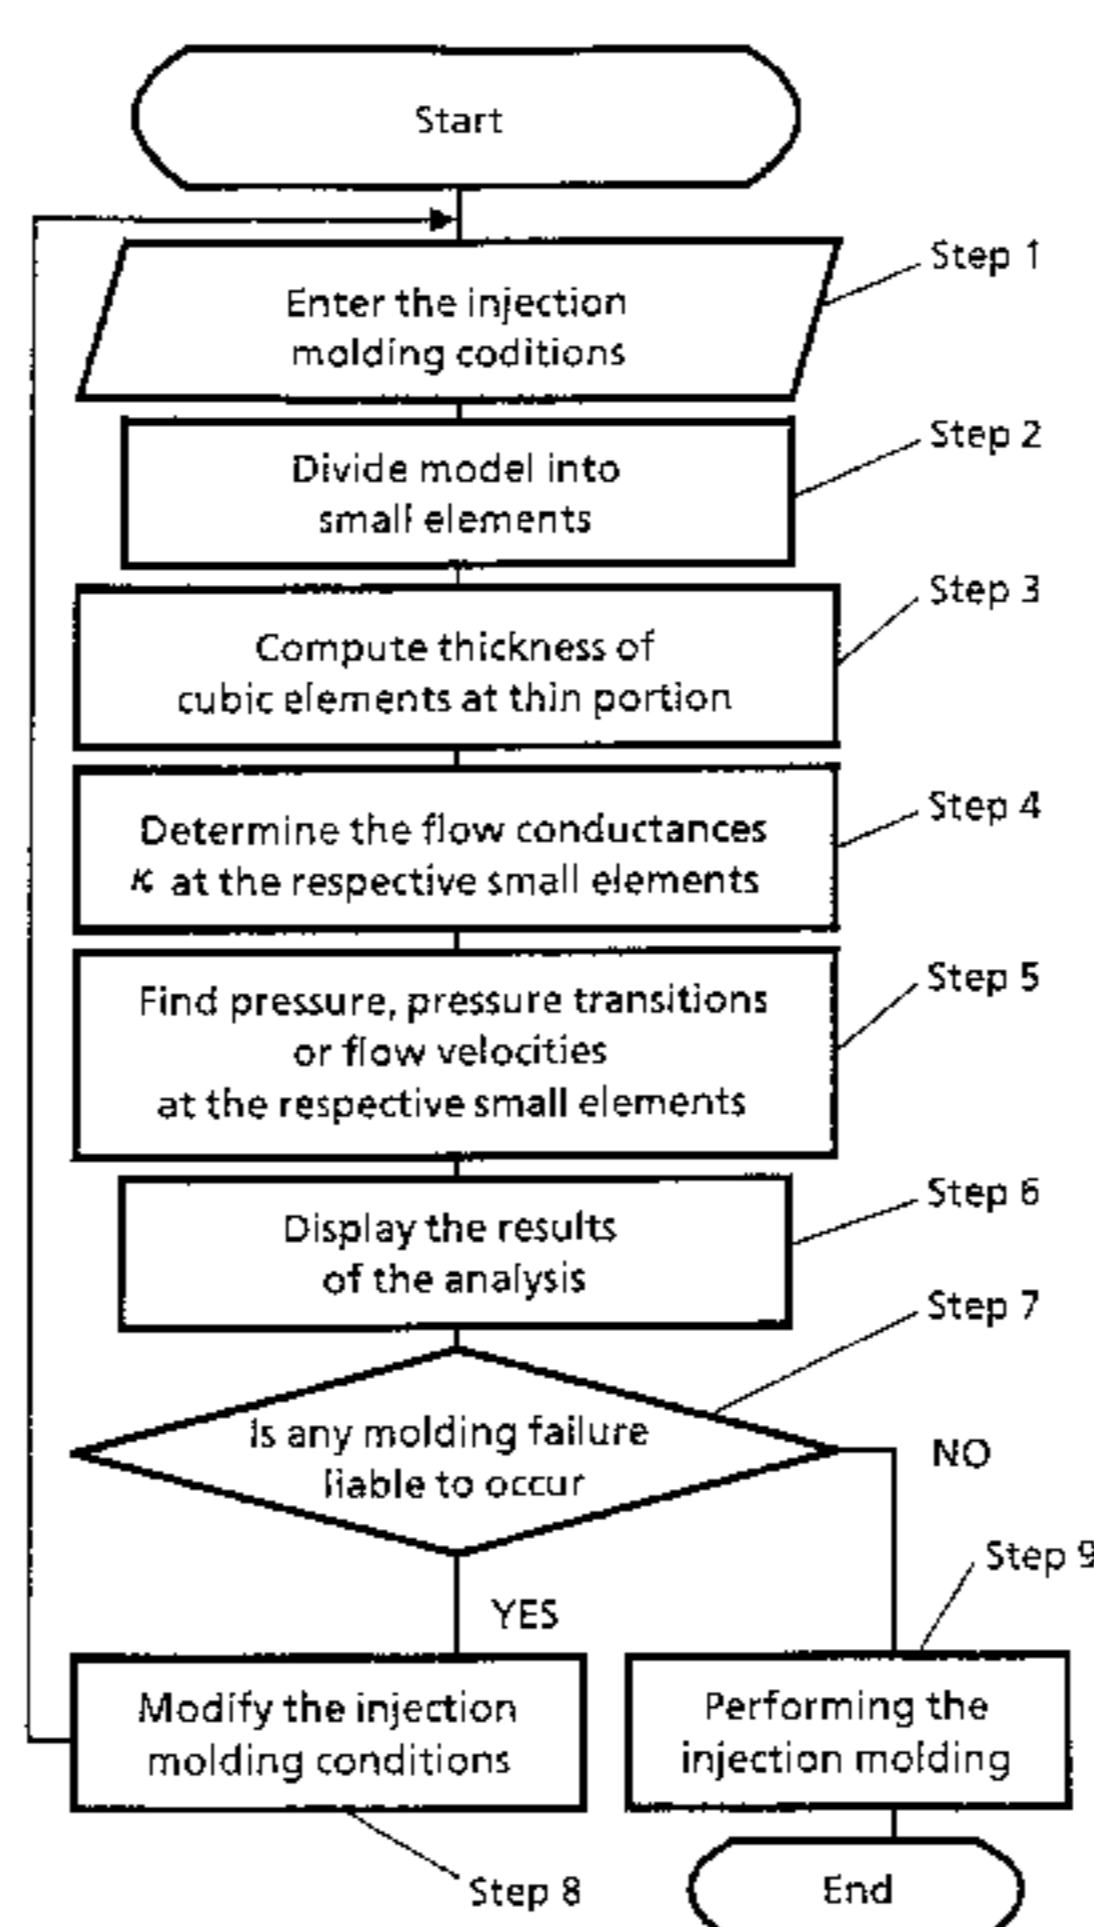 Start
Step 1
Enter the injection
molding coditions
Step 2
Divide model into
small elements
Step 3
Compute thickness of
cubic elements at thin portion
Step 4
Determine the flow conductances
κ at the respective small elements
Step 5
Find pressure, pressure transitions
or flow velocities
at the respective small elements
Step 6
Display the results
of the analysis
Step 7
Is any molding failure
liable to occur
NO
Step 9
YES
Modify the injection
molding conditions
Performing the
injection molding
Step 8
End